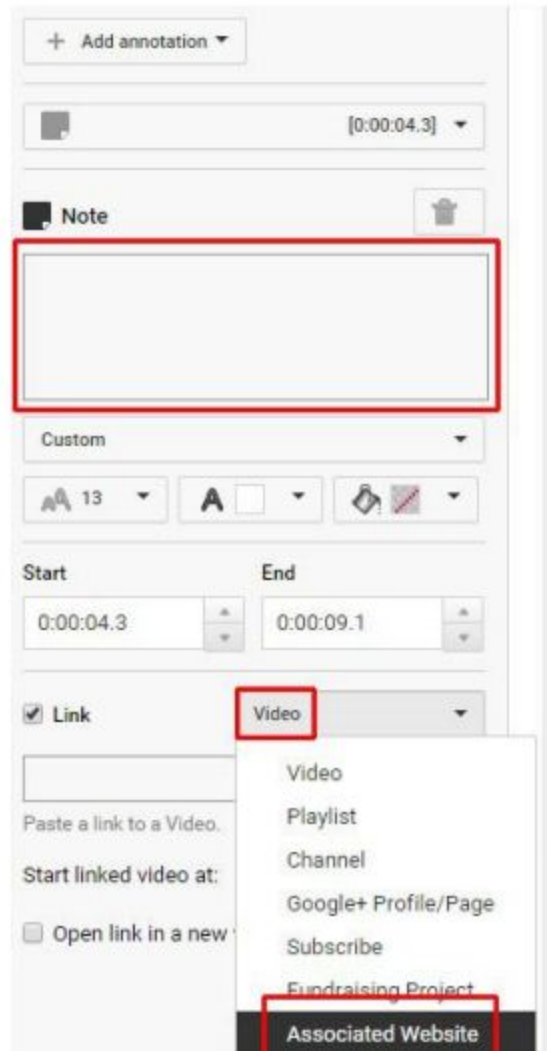 + Add annotation
[0:00:04.3]
Note
Custom
AA 13 A
Start End
0:00:04.3 0:00:09.1
Link Video
Video
Paste a link to a Video. Playlist
Channel
Start linked video at:
Google+ Profile/Page
Open link in a new
Subscribe
Fundraising Project
Associated Website